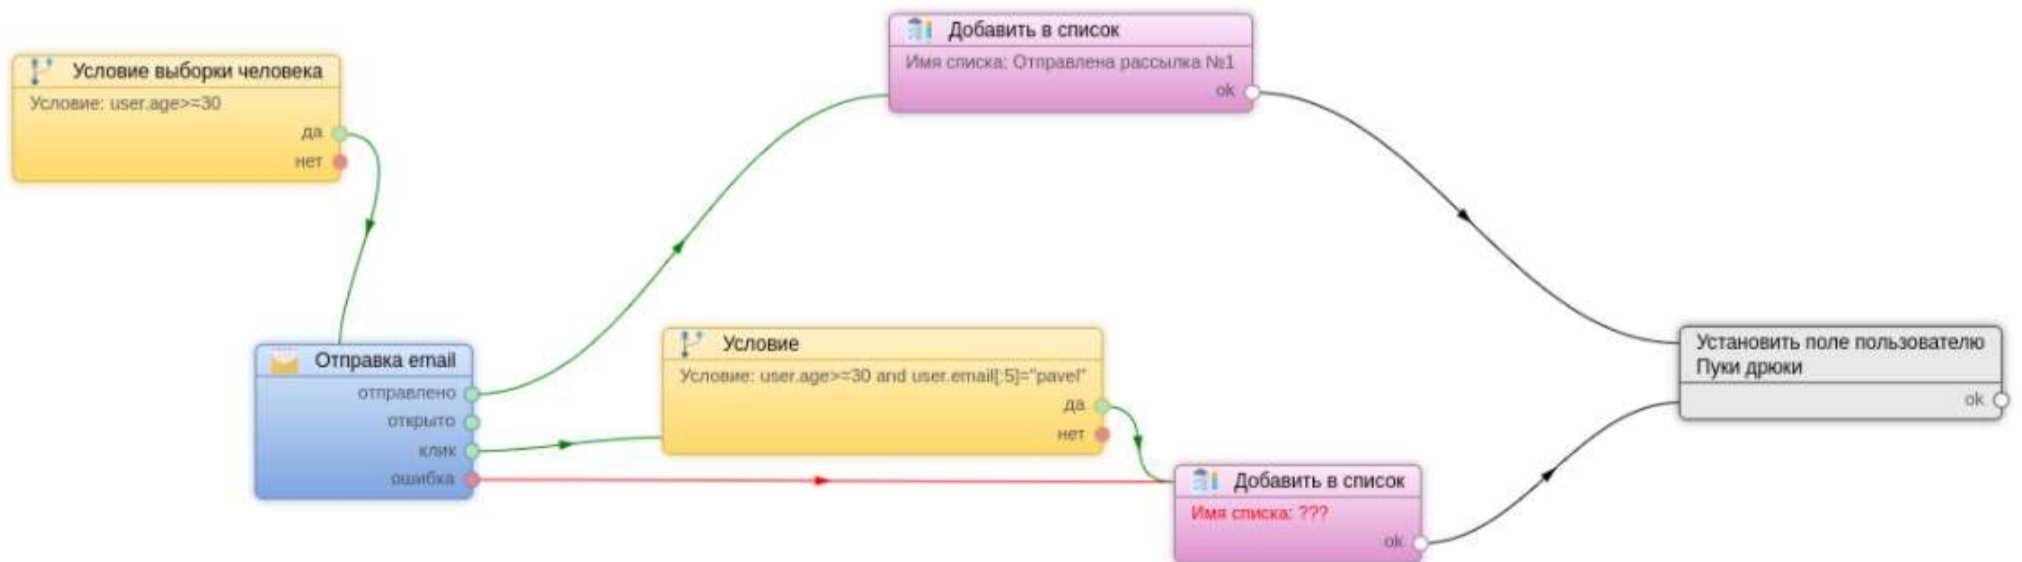 Условие выборки человека
Условие: user.age>=30
да
нет
Отправка email
отправлено
открыто
клик
ошибка
Добавить в список
Имя списка: Отправлена рассылка №1
ok
Условие
Условие: user.age>=30 and user.email[:5]="pavel"
да
нет
Добавить в список
Имя списка: ???
ok
Установить поле пользователю
Пуки дрюки
ok